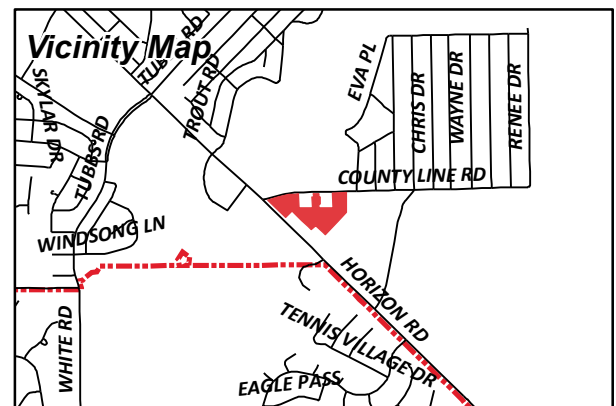 Vicinity Map
TUBBS RD
SKYLAR DR
TROUT RD
TUBBS RD
EVA PL
CHRIS DR
WAYNE DR
RENEE DR
COUNTY LINE RD
WINDSONG LN
HORIZON RD
WHITE RD
TENNIS VILLAGE DR
EAGLE PASS